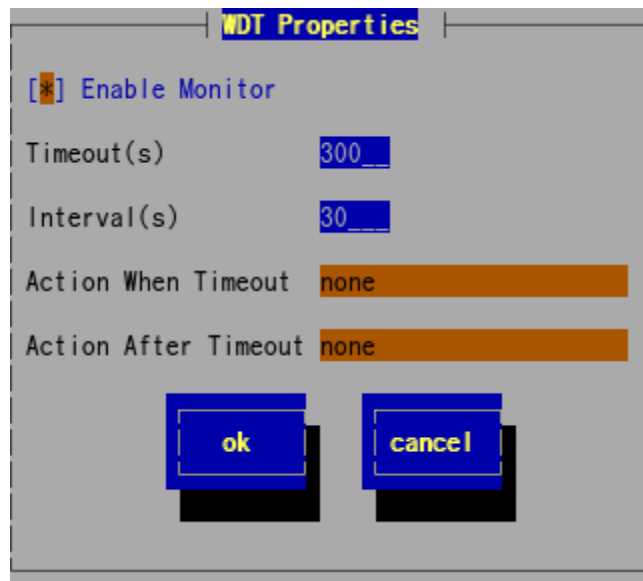 WDT Properties
[*] Enable Monitor
Timeout(s) 300__
Interval(s) 30___
Action When Timeout none
Action After Timeout none
ok cancel